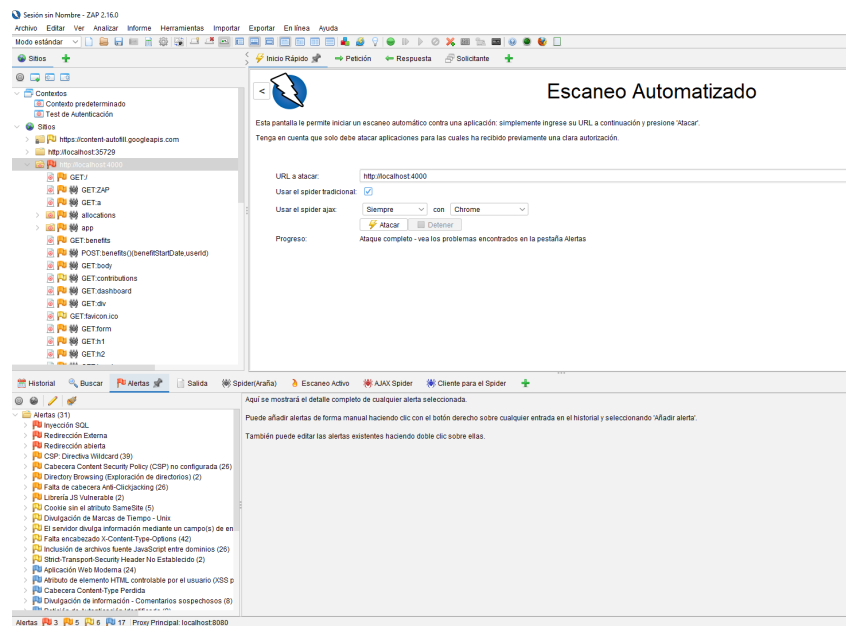 Sesión sin Nombre - ZAP 2.16.0
Archivo Editar Ver Analizar Informe Herramientas Importar Exportar En línea Ayuda
Modo estándar
Sitios
Inicio Rápido Petición Respuesta Solicitante
Contextos
Contexto predeterminado
Test de Autenticación
Sitios
https://content-autofill.googleapis.com
http://localhost:35729
http://localhost:4000
GET:/
GET:ZAP
GET:a
allocations
app
GET:benefits
POST:benefits()(benefitStartDate,userId)
GET:body
GET:contributions
GET:dashboard
GET:div
GET:favicon.ico
GET:form
GET:h1
GET:h2
<
Escaneo Automatizado
Esta pantalla le permite iniciar un escaneo automático contra una aplicación: simplemente ingrese su URL a continuación y presione 'Atacar'.
Tenga en cuenta que solo debe atacar aplicaciones para las cuales ha recibido previamente una clara autorización.
URL a atacar: http://localhost:4000
Usar el spider tradicional:
Usar el spider ajax: Siempre con Chrome
Atacar Detener
Progreso: Ataque completo - vea los problemas encontrados en la pestaña Alertas
Historial Buscar Alertas Salida Spider(Araña) Escaneo Activo AJAX Spider Cliente para el Spider
Alertas (31)
Inyección SQL
Redirección Externa
Redirección abierta
CSP: Directiva Wildcard (39)
Cabecera Content Security Policy (CSP) no configurada (26)
Directory Browsing (Exploración de directorios) (2)
Falta de cabecera Anti-Clickjacking (26)
Librería JS Vulnerable (2)
Cookie sin el atributo SameSite (5)
Divulgación de Marcas de Tiempo - Unix
El servidor divulga información mediante un campo(s) de en
Falta encabezado X-Content-Type-Options (42)
Inclusión de archivos fuente JavaScript entre dominios (26)
Strict-Transport-Security Header No Establecido (2)
Aplicación Web Moderna (24)
Atributo de elemento HTML controlable por el usuario (XSS p
Cabecera Content-Type Perdida
Divulgación de información - Comentarios sospechosos (8)
Aquí se mostrará el detalle completo de cualquier alerta seleccionada.
Puede añadir alertas de forma manual haciendo clic con el botón derecho sobre cualquier entrada en el historial y seleccionando 'Añadir alerta'.
También puede editar las alertas existentes haciendo doble clic sobre ellas.
Alertas 3 5 6 17 Proxy Principal: localhost:8080